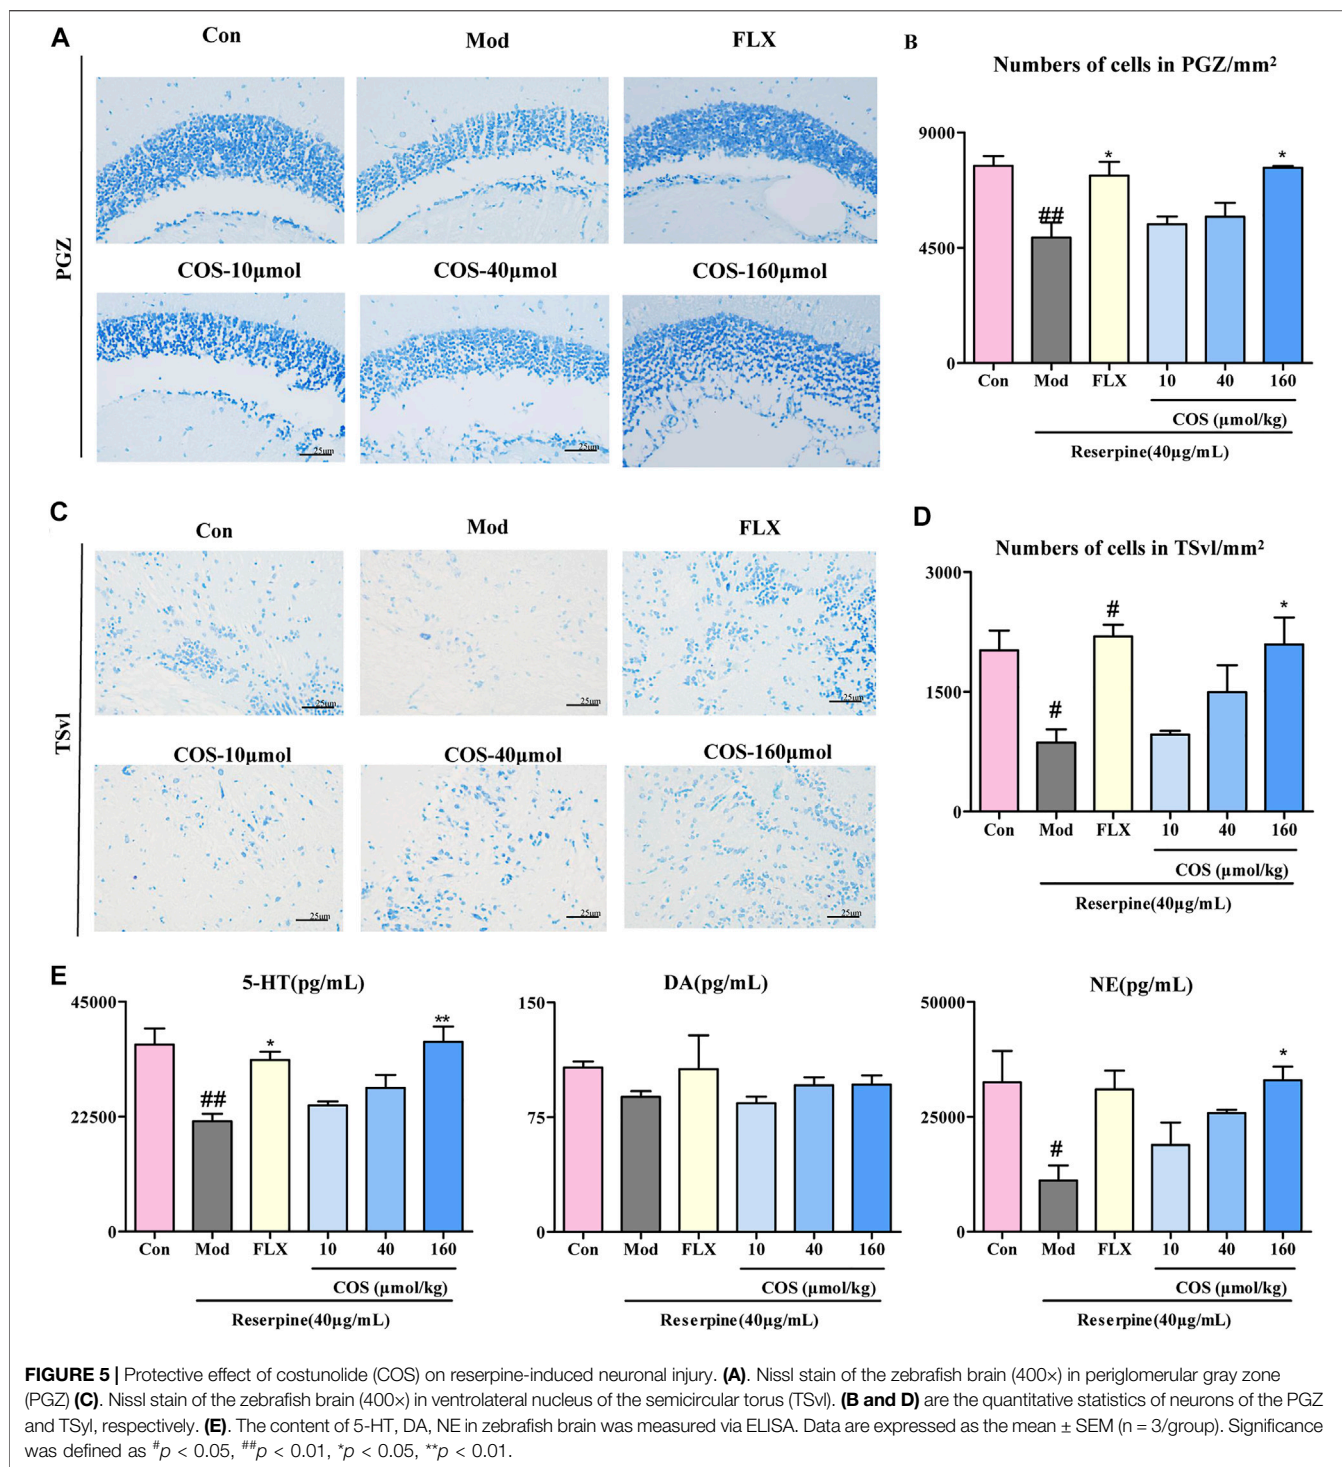 A
Con
Mod
FLX
PGZ
COS-10µmol
COS-40µmol
COS-160µmol
25um
25um
B
Numbers of cells in PGZ/mm²
9000
4500
0
##
*
*
Con Mod FLX 10 40 160
COS (µmol/kg)
Reserpine(40µg/mL)
C
Con
Mod
FLX
TSvl
25um
25um
25um
COS-10µmol
COS-40µmol
COS-160µmol
25um
25um
25um
D
Numbers of cells in TSvl/mm²
3000
1500
0
#
#
*
Con Mod FLX 10 40 160
COS (µmol/kg)
Reserpine(40µg/mL)
E
5-HT(pg/mL)
45000
22500
0
##
*
**
Con Mod FLX 10 40 160
COS (µmol/kg)
Reserpine(40µg/mL)
DA(pg/mL)
150
75
0
Con Mod FLX 10 40 160
COS (µmol/kg)
Reserpine(40µg/mL)
NE(pg/mL)
50000
25000
0
#
*
Con Mod FLX 10 40 160
COS (µmol/kg)
Reserpine(40µg/mL)
FIGURE 5 | Protective effect of costunolide (COS) on reserpine-induced neuronal injury. (A). Nissl stain of the zebrafish brain (400×) in periglomerular gray zone
(PGZ) (C). Nissl stain of the zebrafish brain (400×) in ventrolateral nucleus of the semicircular torus (TSvl). (B and D) are the quantitative statistics of neurons of the PGZ
and TSyl, respectively. (E). The content of 5-HT, DA, NE in zebrafish brain was measured via ELISA. Data are expressed as the mean ± SEM (n = 3/group). Significance
was defined as #p < 0.05, ##p < 0.01, *p < 0.05, **p < 0.01.